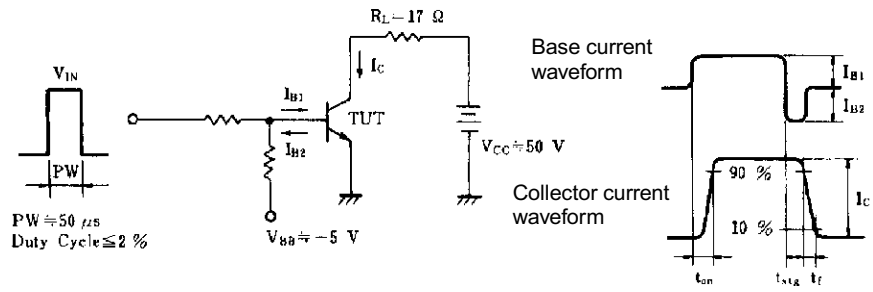 R_L≒17 Ω
V_IN
I_B1
I_C
TUT
I_B2
V_CC≒50 V
PW
PW≒50 μs
Duty Cycle≦2 %
V_BB≒−5 V
Base current
waveform
I_B1
I_B2
Collector current
waveform
90 %
10 %
I_C
t_on
t_stg
t_f